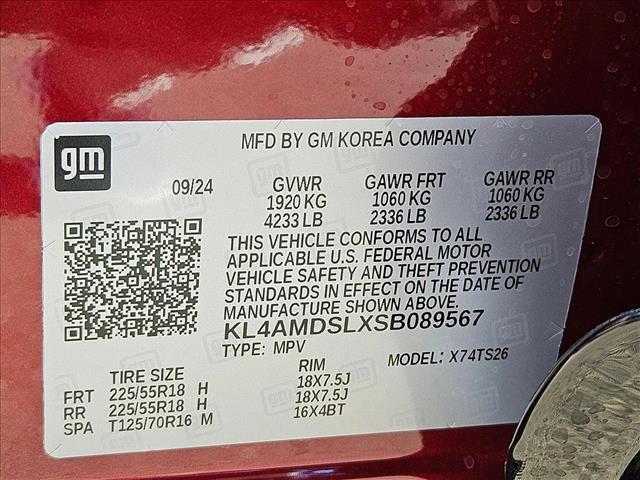 gm
MFD BY GM KOREA COMPANY
09/24 GVWR GAWR FRT GAWR RR
1920 KG 1060 KG 1060 KG
4233 LB 2336 LB 2336 LB
THIS VEHICLE CONFORMS TO ALL
APPLICABLE U.S. FEDERAL MOTOR
VEHICLE SAFETY AND THEFT PREVENTION
STANDARDS IN EFFECT ON THE DATE OF
MANUFACTURE SHOWN ABOVE.
KL4AMDSLXSB089567
TYPE: MPV MODEL: X74TS26
TIRE SIZE RIM
FRT 225/55R18 H 18X7.5J
RR 225/55R18 H 18X7.5J
SPA T125/70R16 M 16X4BT